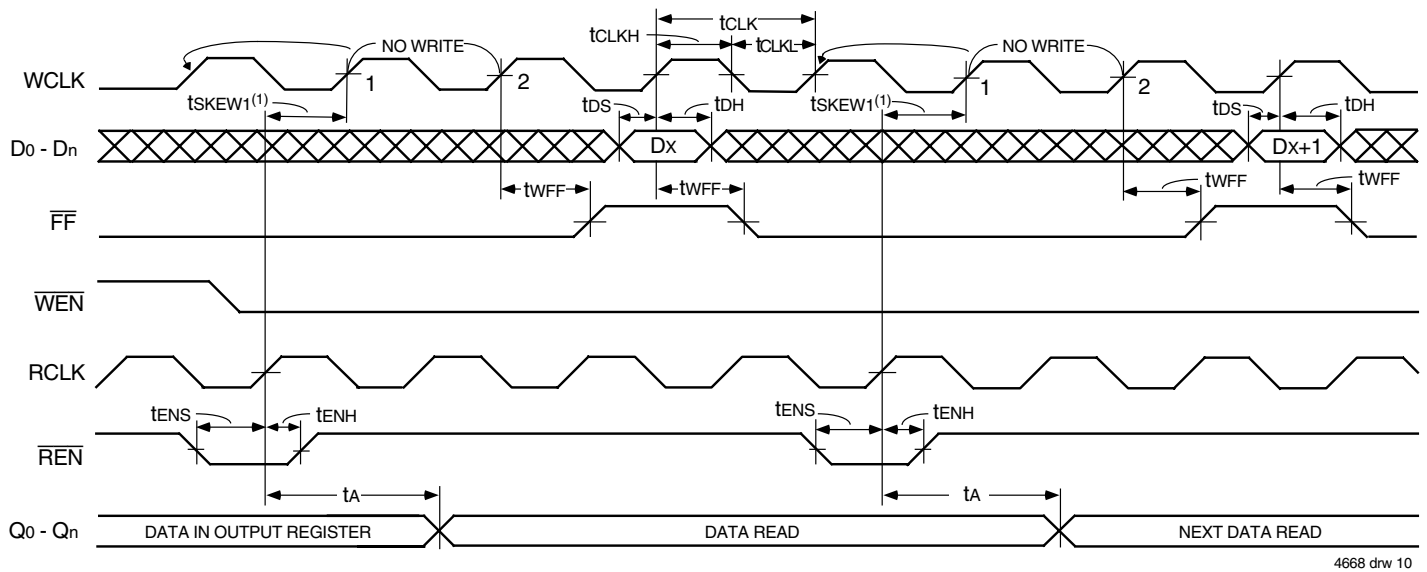 tCLK
tCLKH
tCLKL
NO WRITE
NO WRITE
WCLK
1
2
1
2
tSKEW1(1)
tDS
tDH
tSKEW1(1)
tDS
tDH
D0 - Dn
DX
DX+1
tWFF
tWFF
tWFF
tWFF
FF
WEN
RCLK
tENS
tENH
tENS
tENH
REN
tA
tA
Q0 - Qn
DATA IN OUTPUT REGISTER
DATA READ
NEXT DATA READ
4668 drw 10